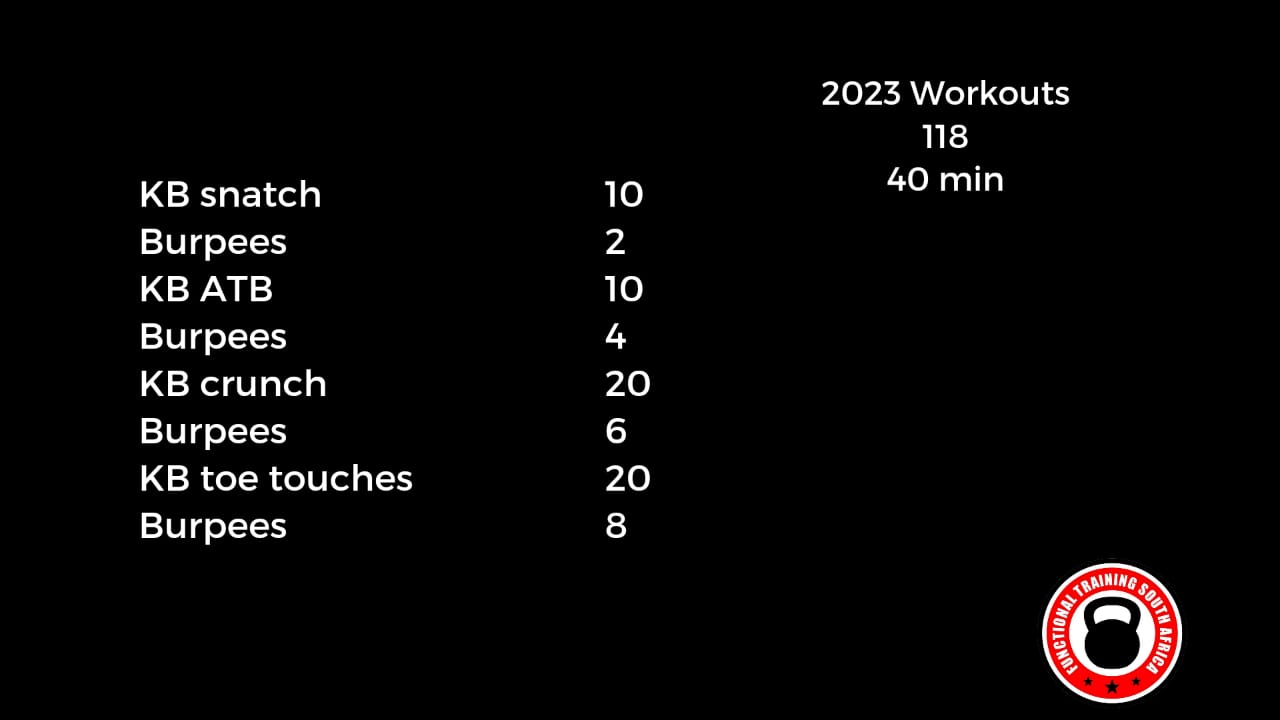 2023 Workouts
118
40 min
KB snatch 10
Burpees 2
KB ATB 10
Burpees 4
KB crunch 20
Burpees 6
KB toe touches 20
Burpees 8
FUNCTIONAL TRAINING SOUTH AFRICA